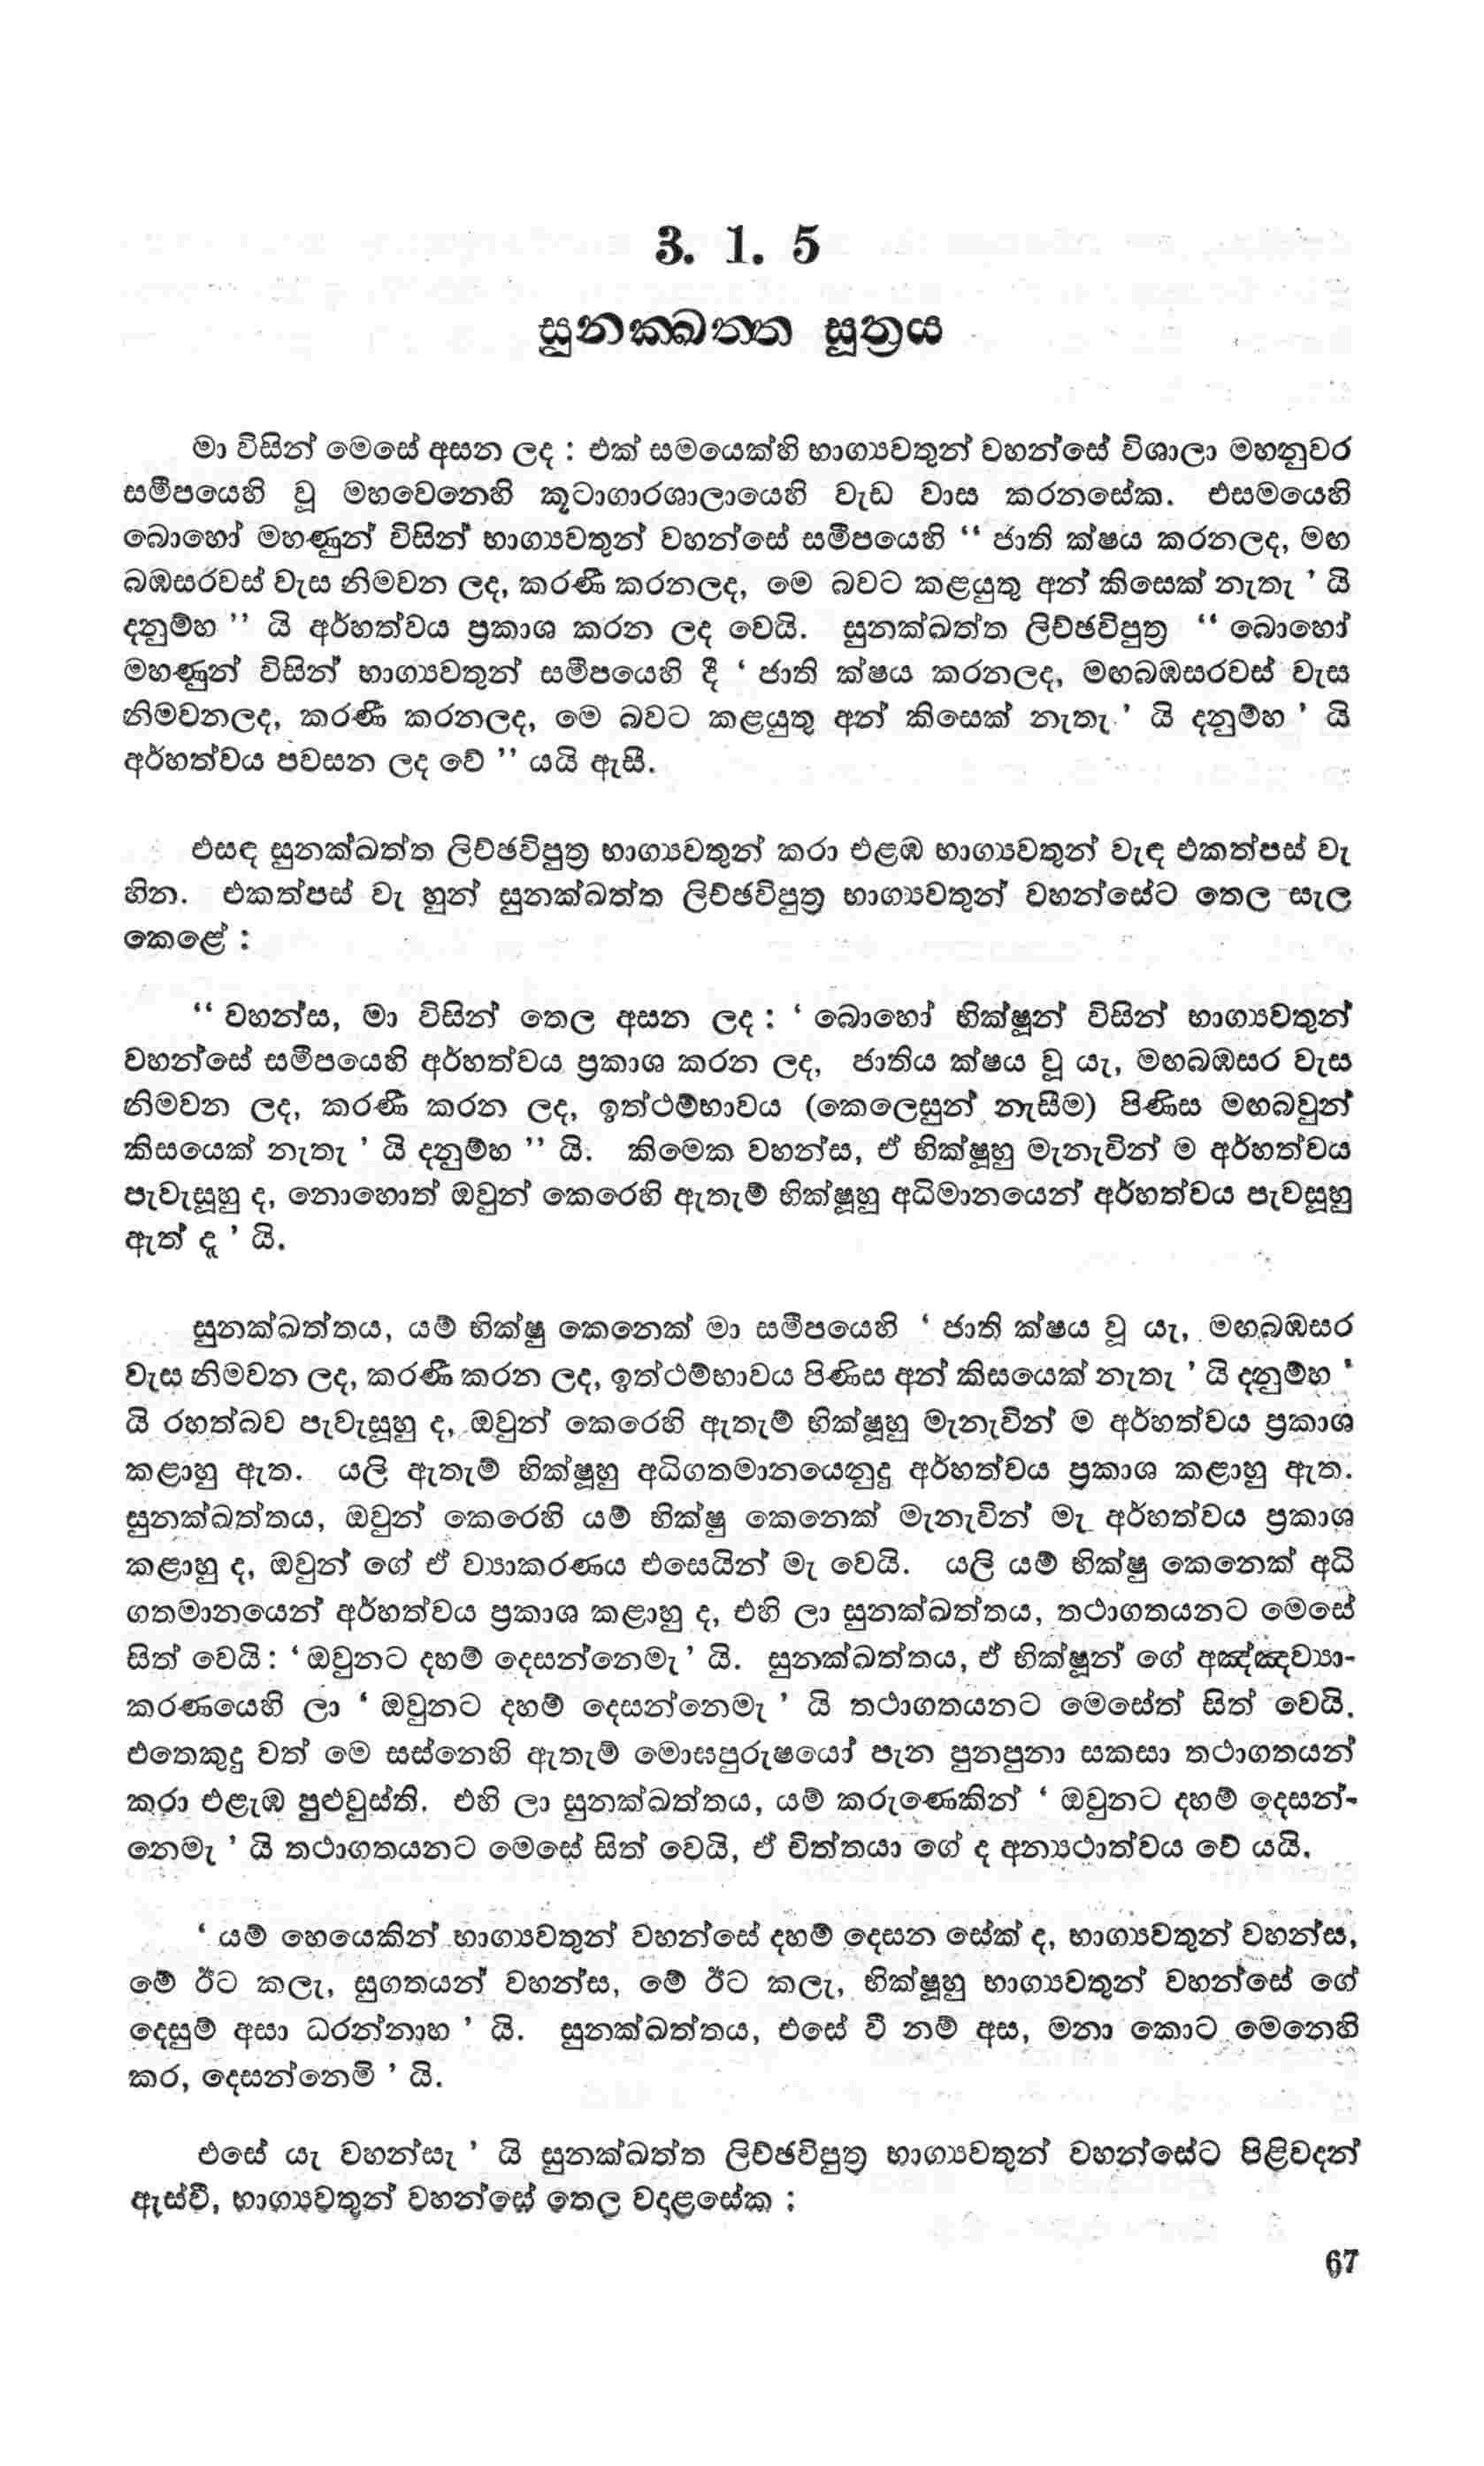 3. 1. 5
සුනක්ඛත්ත සූත්‍රය
මා විසින් මෙසේ අසන ලද : එක් සමයෙක්හි භාග්‍යවතුන් වහන්සේ විශාලා මහනුවර
සමීපයෙහි වූ මහවෙනෙහි කූටාගාරශාලායෙහි වැඩ වාස කරනසේක. එසමයෙහි
බොහෝ මහණුන් විසින් භාග්‍යවතුන් වහන්සේ සමීපයෙහි “ ජාති ක්ෂය කරනලද, මඟ
බඹසරවස් වැස නිමවන ලද, කරණී කරනලද, මෙ බවට කළයුතු අන් කිසෙක් නැතැ ’ යි
දනුම්හ ” යි අර්හත්වය ප්‍රකාශ කරන ලද වෙයි. සුනක්ඛත්ත ලිච්ඡවිපුත්‍ර “ බොහෝ
මහණුන් විසින් භාග්‍යවතුන් සමීපයෙහි දී ‘ ජාති ක්ෂය කරනලද, මඟබඹසරවස් වැස
නිමවනලද, කරණී කරනලද, මෙ බවට කළයුතු අන් කිසෙක් නැතැ ’ යි දනුම්හ ’ යි
අර්හත්වය පවසන ලද වේ ” යයි ඇසී.
එසඳ සුනක්ඛත්ත ලිච්ඡවිපුත්‍ර භාග්‍යවතුන් කරා එළඹ භාග්‍යවතුන් වැඳ එකත්පස් වැ
හින. එකත්පස් වැ හුන් සුනක්ඛත්ත ලිච්ඡවිපුත්‍ර භාග්‍යවතුන් වහන්සේට තෙල සැල
කෙළේ :
“ වහන්ස, මා විසින් තෙල අසන ලද : ‘ බොහෝ භික්ෂූන් විසින් භාග්‍යවතුන්
වහන්සේ සමීපයෙහි අර්හත්වය ප්‍රකාශ කරන ලද, ජාතිය ක්ෂය වූ යැ, මඟබඹසර වැස
නිමවන ලද, කරණී කරන ලද, ඉත්ථම්භාවය (කෙලෙසුන් නැසීම) පිණිස මඟබවුන්
කිසයෙක් නැතැ ’ යි දනුම්හ ” යි. කිමෙක වහන්ස, ඒ භික්ෂූහු මැනැවින් ම අර්හත්වය
පැවැසූහු ද, නොහොත් ඔවුන් කෙරෙහි ඇතැම් භික්ෂූහු අධිමානයෙන් අර්හත්වය පැවසූහු
ඇත් දැ ’ යි.
සුනක්ඛත්තය, යම් භික්ෂු කෙනෙක් මා සමීපයෙහි ‘ ජාති ක්ෂය වූ යැ, මඟබඹසර
වැස නිමවන ලද, කරණී කරන ලද, ඉත්ථම්භාවය පිණිස අන් කිසයෙක් නැතැ ’ යි දනුම්හ ’
යි රහත්බව පැවැසූහු ද, ඔවුන් කෙරෙහි ඇතැම් භික්ෂූහු මැනැවින් ම අර්හත්වය ප්‍රකාශ
කළාහු ඇත. යලි ඇතැම් භික්ෂූහු අධිගතමානයෙනුදු අර්හත්වය ප්‍රකාශ කළාහු ඇත.
සුනක්ඛත්තය, ඔවුන් කෙරෙහි යම් භික්ෂු කෙනෙක් මැනැවින් මැ අර්හත්වය ප්‍රකාශ
කළාහු ද, ඔවුන් ගේ ඒ ව්‍යාකරණය එසෙයින් මැ වෙයි. යලි යම් භික්ෂු කෙනෙක් අධි
ගතමානයෙන් අර්හත්වය ප්‍රකාශ කළාහු ද, එහි ලා සුනක්ඛත්තය, තථාගතයනට මෙසේ
සිත් වෙයි : ‘ ඔවුනට දහම් දෙසන්නෙමැ ’ යි. සුනක්ඛත්තය, ඒ භික්ෂූන් ගේ අඤ්ඤව්‍යා-
කරණයෙහි ලා ‘ ඔවුනට දහම් දෙසන්නෙමැ ’ යි තථාගතයනට මෙසේත් සිත් වෙයි.
එතෙකුදු වත් මෙ සස්නෙහි ඇතැම් මොඝපුරුෂයෝ පැන පුනපුනා සකසා තථාගතයන්
කරා එළැඹ පුළුවුස්ති. එහි ලා සුනක්ඛත්තය, යම් කරුණෙකින් ‘ ඔවුනට දහම් දෙසන්-
නෙමැ ’ යි තථාගතයනට මෙසේ සිත් වෙයි, ඒ චිත්තයා ගේ ද අන්‍යථාත්වය වේ යයි.
‘ යම් හෙයෙකින් භාග්‍යවතුන් වහන්සේ දහම් දෙසන සේක් ද, භාග්‍යවතුන් වහන්ස,
මේ ඊට කලැ, සුගතයන් වහන්ස, මේ ඊට කලැ, භික්ෂූහු භාග්‍යවතුන් වහන්සේ ගේ
දෙසුම් අසා ධරන්නාහ ’ යි. සුනක්ඛත්තය, එසේ වී නම් අස, මනා කොට මෙනෙහි
කර, දෙසන්නෙමි ’ යි.
එසේ යැ වහන්සැ ’ යි සුනක්ඛත්ත ලිච්ඡවිපුත්‍ර භාග්‍යවතුන් වහන්සේට පිළිවදන්
ඇස්වී, භාග්‍යවතුන් වහන්සේ තෙල වදාළසේක :
67